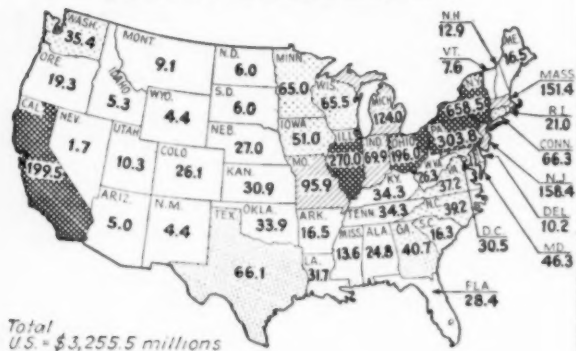 WASH.
35.4
ORE.
19.3
CAL.
199.5
IDAHO
5.3
NEV.
1.7
MONT.
9.1
WYO.
4.4
UTAH
10.3
ARIZ.
5.0
COLO.
26.1
N.M.
4.4
N.D.
6.0
S.D.
6.0
NEB.
27.0
KAN.
30.9
OKLA.
33.9
TEX.
66.1
MINN.
65.0
IOWA
51.0
MO.
95.9
ARK.
16.5
LA.
31.7
WIS.
65.5
ILL.
270.0
MICH.
124.0
IND.
69.9
OHIO
196.0
KY.
34.3
TENN.
34.3
MISS.
13.6
ALA.
24.8
GA.
40.7
FLA.
28.4
S.C.
16.3
N.C.
39.2
VA.
37.2
W.VA.
26.3
PA.
303.8
658.5
ME.
16.5
N.H.
12.9
VT.
7.6
MASS.
151.4
R.I.
21.0
CONN.
66.3
N.J.
158.4
DEL.
10.2
MD.
46.3
D.C.
30.5
Total
U.S. = $3,255.5 millions